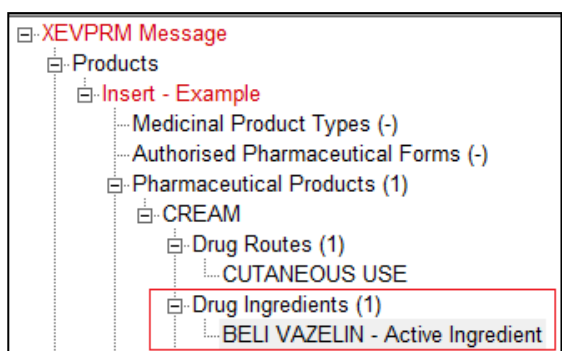 XEVPRM Message
Products
Insert - Example
Medicinal Product Types (-)
Authorised Pharmaceutical Forms (-)
Pharmaceutical Products (1)
CREAM
Drug Routes (1)
CUTANEOUS USE
Drug Ingredients (1)
BELI VAZELIN - Active Ingredient